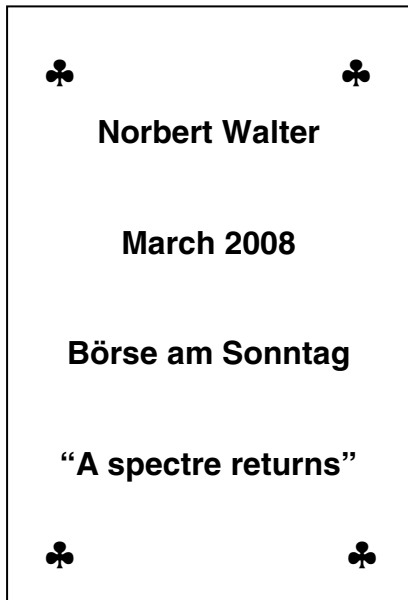 ♣ ♣
Norbert Walter
March 2008
Börse am Sonntag
“A spectre returns”
♣ ♣